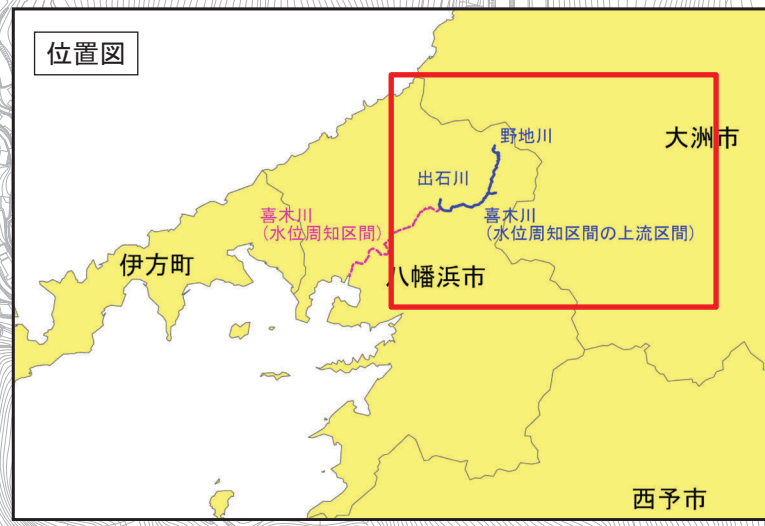 位置図
野地川
大洲市
出石川
喜木川
(水位周知区間)
喜木川
(水位周知区間の上流区間)
伊方町
八幡浜市
西予市